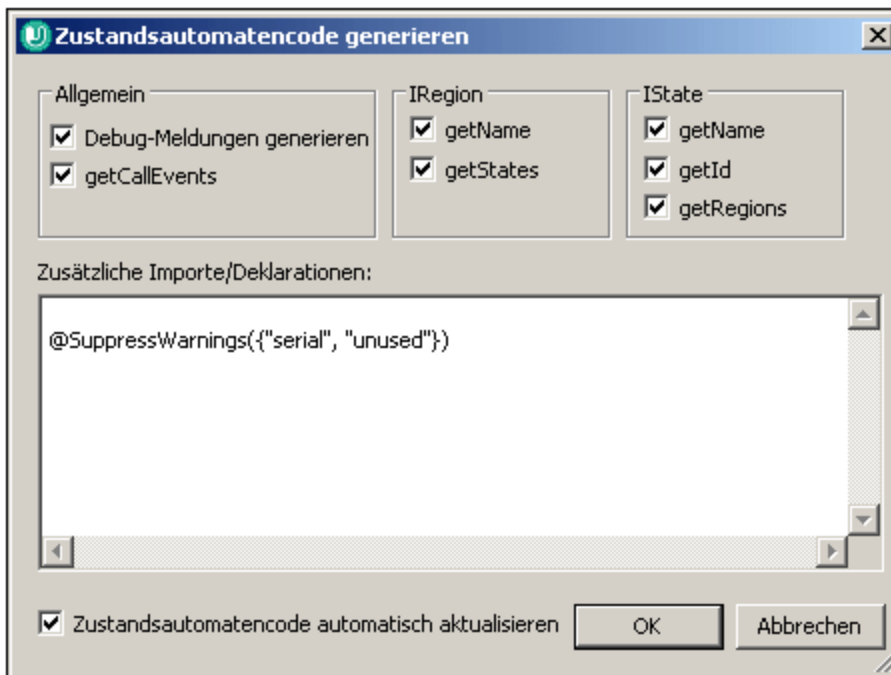 Zustandsautomatencode generieren
Allgemein
Debug-Meldungen generieren
getCallEvents
IRegion
getName
getStates
IState
getName
getId
getRegions
Zusätzliche Importe/Deklarationen:
@SuppressWarnings({"serial", "unused"})
Zustandsautomatencode automatisch aktualisieren
OK
Abbrechen